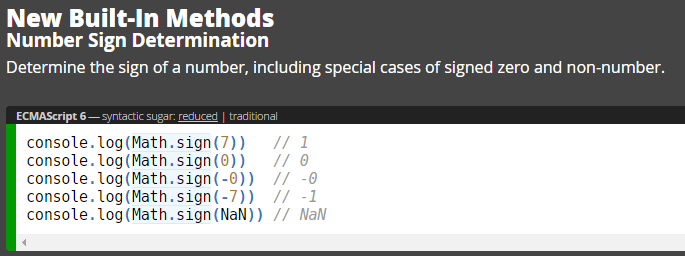 New Built-In Methods
Number Sign Determination
Determine the sign of a number, including special cases of signed zero and non-number.
ECMAScript 6 — syntactic sugar: reduced | traditional
console.log(Math.sign(7))   // 1
console.log(Math.sign(0))   // 0
console.log(Math.sign(-0))  // -0
console.log(Math.sign(-7))  // -1
console.log(Math.sign(NaN)) // NaN